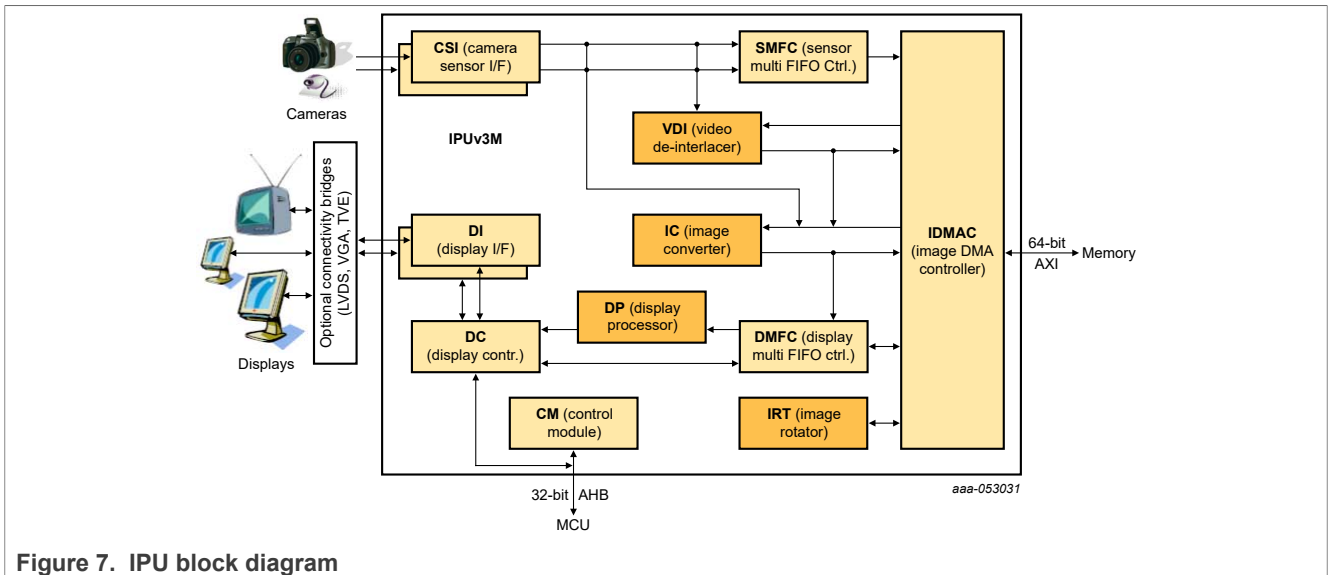 CSI (camera
sensor I/F)
SMFC (sensor
multi FIFO Ctrl.)
Cameras
IPUv3M
VDI (video
de-interlacer)
Optional connectivity bridges
(LVDS, VGA, TVE)
DI
(display I/F)
IC (image
converter)
IDMAC
(image DMA
controller)
64-bit
AXI
Memory
DP (display
processor)
DC
(display contr.)
DMFC (display
multi FIFO ctrl.)
Displays
CM (control
module)
IRT (image
rotator)
aaa-053031
32-bit AHB
MCU
Figure 7. IPU block diagram